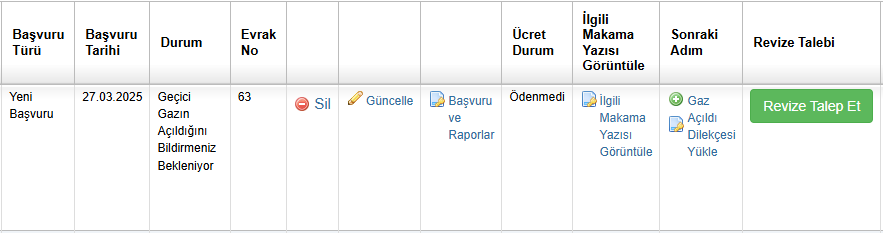 Başvuru Türü
Başvuru Tarihi
Durum
Evrak No
Ücret Durum
İlgili Makama Yazısı Görüntüle
Sonraki Adım
Revize Talebi
Yeni Başvuru
27.03.2025
Geçici Gazın Açıldığını Bildirmeniz Bekleniyor
63
Sil
Güncelle
Başvuru ve Raporlar
Ödenmedi
İlgili Makama Yazısı Görüntüle
Gaz Açıldı Dilekçesi Yükle
Revize Talep Et